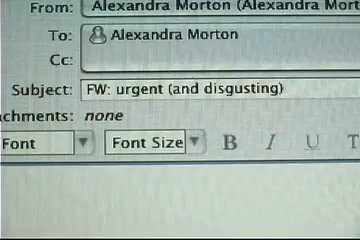 From: Alexandra Morton (Alexandra Mort
To: Alexandra Morton
Cc:
Subject: FW: urgent (and disgusting)
chments: none
Font Font Size B I U T